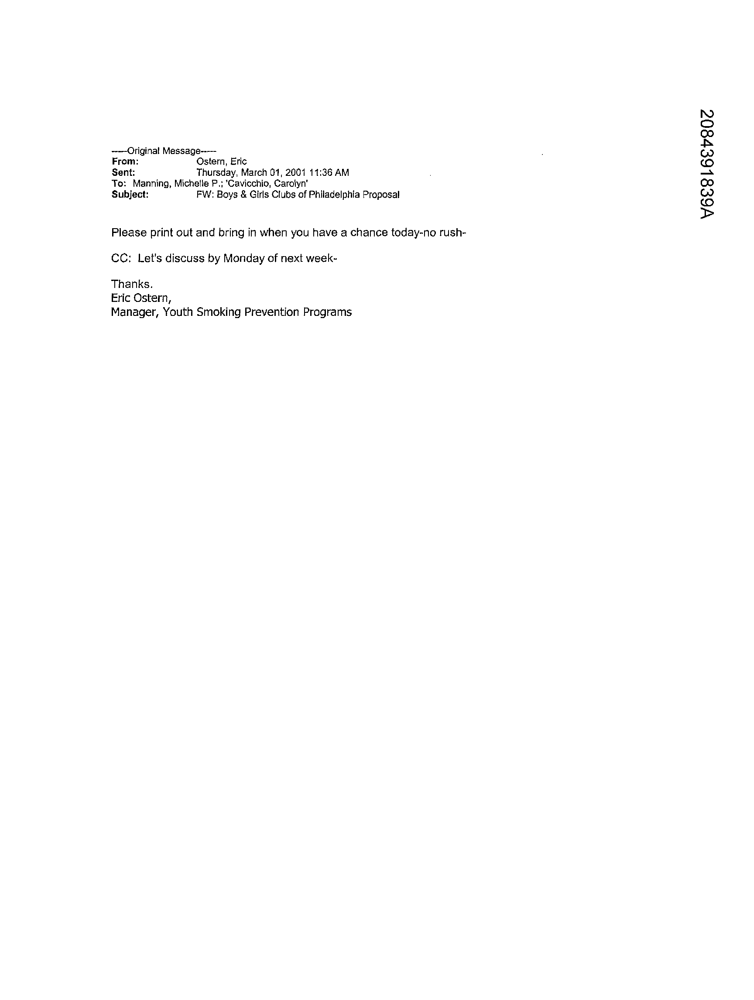 -----Original Message-----
From: Ostern, Eric
Sent: Thursday, March 01, 2001 11:36 AM
To: Manning, Michelle P.; 'Cavicchio, Carolyn'
Subject: FW: Boys & Girls Clubs of Philadelphia Proposal
Please print out and bring in when you have a chance today-no rush-
CC: Let's discuss by Monday of next week-
Thanks.
Eric Ostern,
Manager, Youth Smoking Prevention Programs
2084391839A